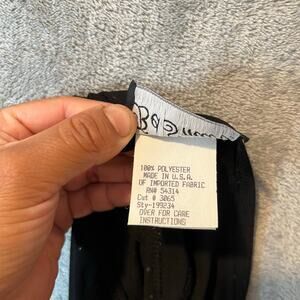 100% POLYESTER
MADE IN U.S.A.
OF IMPORTED FABRIC
RN# 54314
Cut # 3065
Sty-199234
OVER FOR CARE
INSTRUCTIONS